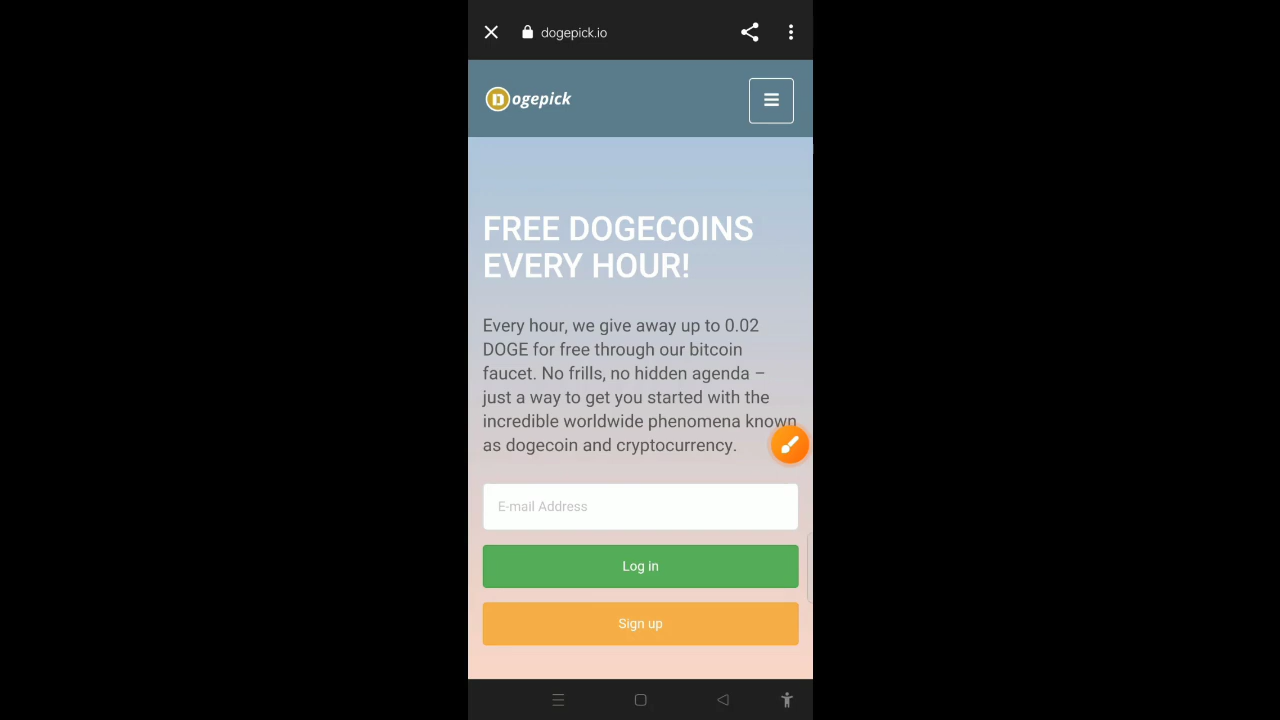 dogepick.io
Dogepick
FREE DOGECOINS
EVERY HOUR!
Every hour, we give away up to 0.02
DOGE for free through our bitcoin
faucet. No frills, no hidden agenda –
just a way to get you started with the
incredible worldwide phenomena known
as dogecoin and cryptocurrency.
E-mail Address
Log in
Sign up